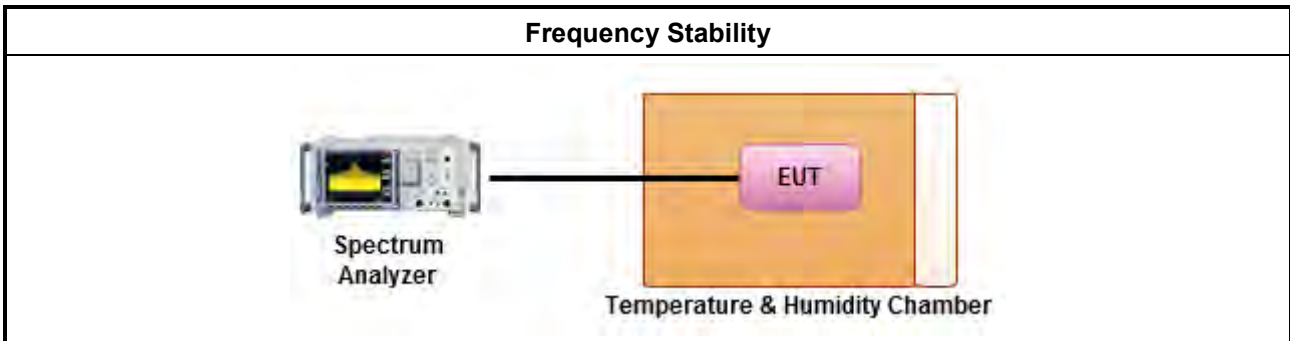 Frequency Stability
EUT
Spectrum
Analyzer
Temperature & Humidity Chamber